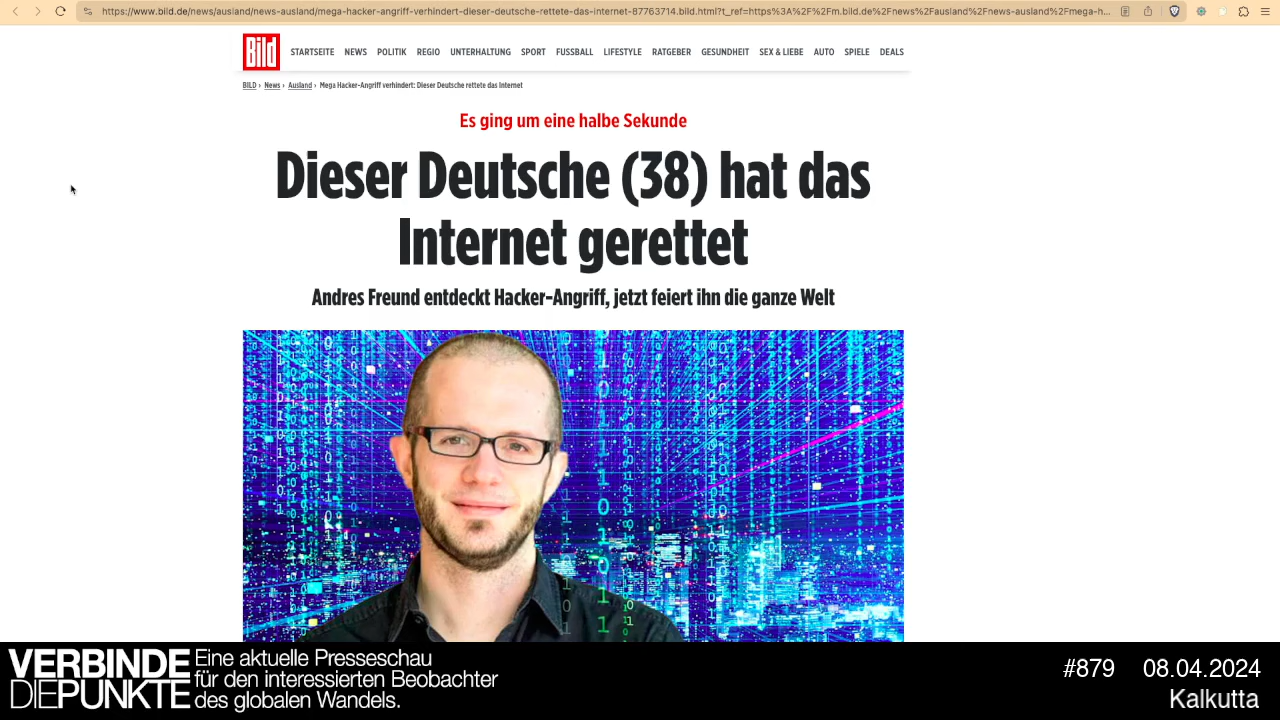 https://www-bild-de.translate.goog/news/ausland/news-ausland/mega-hacker-angriff-verhindert-dieser-deutsche-rettete-das-internet-87747542.bild.html?t_ref=https%3A%2F%2Fwww.bild.de%2Fnews%2Fausland%2Fnews-ausland%2Fmega-h...
Bild
STARTSEITE NEWS POLITIK REGIO UNTERHALTUNG SPORT FUSSBALL LIFESTYLE RATGEBER GESUNDHEIT SEX & LIEBE AUTO SPIELE DEALS
BILD › News › Ausland › Mega Hacker-Angriff verhindert: Dieser Deutsche rettete das Internet
Es ging um eine halbe Sekunde
Dieser Deutsche (38) hat das
Internet gerettet
Andres Freund entdeckt Hacker-Angriff, jetzt feiert ihn die ganze Welt
VERBINDE
DIEPUNKTE
Eine aktuelle Presseschau
für den interessierten Beobachter
des globalen Wandels.
#879 08.04.2024
Kalkutta